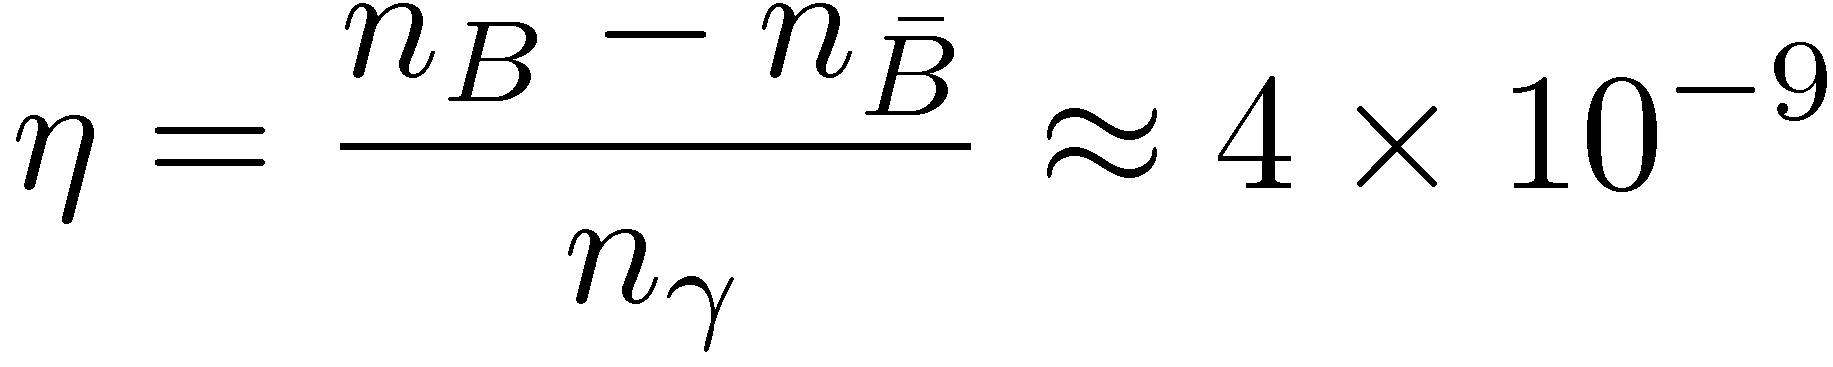 η = (n_B − n_B̄) / n_γ ≈ 4 × 10⁻⁹